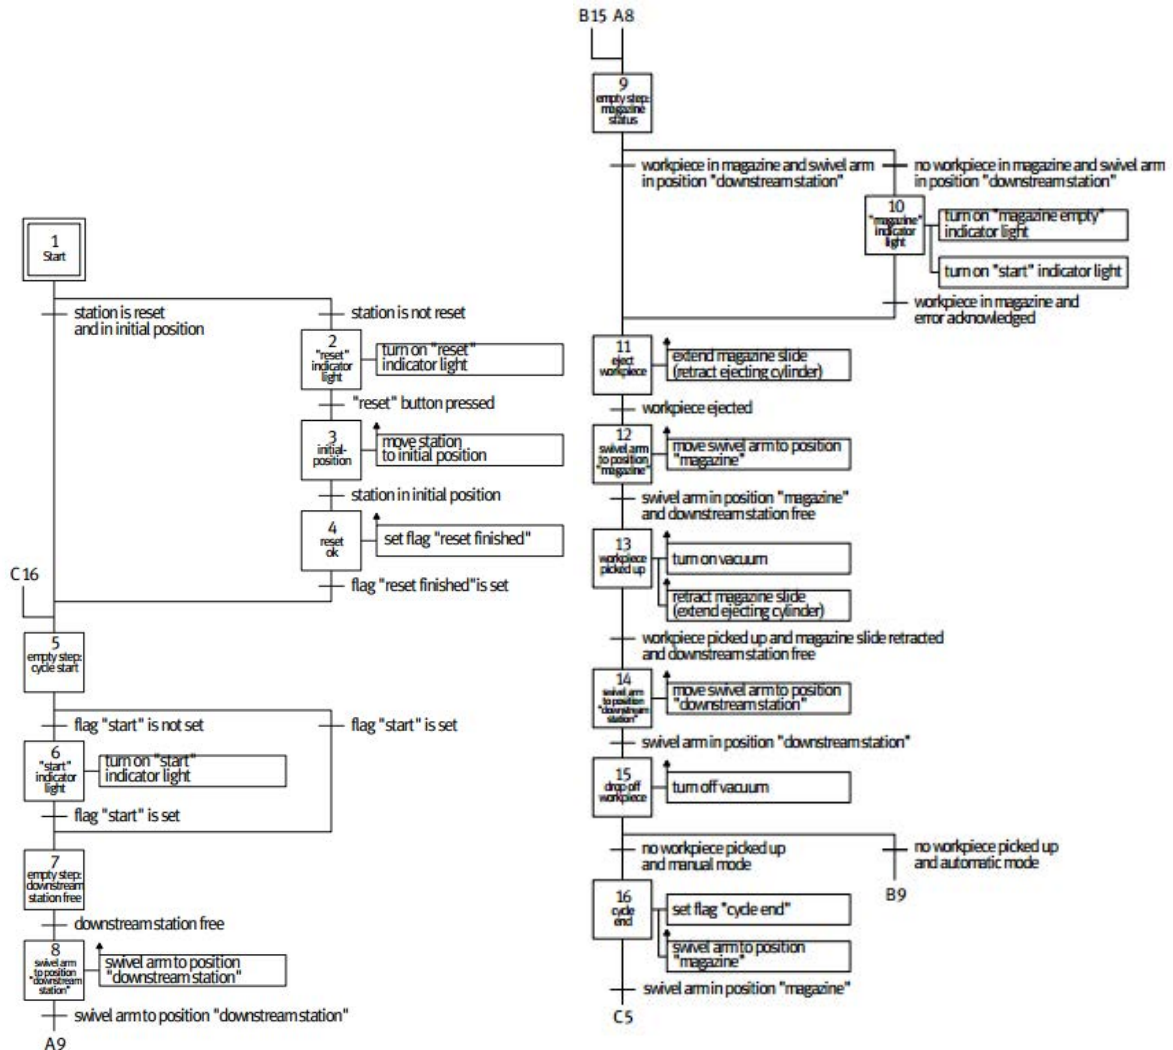 1
Start
station is reset
and in initial position
station is not reset
2
"reset"
indicator
light
turn on "reset"
indicator light
"reset" button pressed
3
initial-
position
move station
to initial position
station in initial position
4
reset
ok
set flag "reset finished"
flag "reset finished"is set
C16
5
empty step:
cycle start
flag "start" is not set
flag "start" is set
6
"start"
indicator
light
turn on "start"
indicator light
flag "start" is set
7
empty step:
downstream
station free
downstream station free
8
swivel arm
to position
"downstream
station"
swivel arm to position
"downstream station"
swivel arm to position "downstream station"
A9
B15 A8
9
empty step:
magazine
status
workpiece in magazine and swivel arm
in position "downstream station"
no workpiece in magazine and swivel arm
in position "downstream station"
10
"magazine"
indicator
light
turn on "magazine empty"
indicator light
turn on "start" indicator light
workpiece in magazine and
error acknowledged
11
eject
workpiece
extend magazine slide
(retract ejecting cylinder)
workpiece ejected
12
swivel arm
to position
"magazine"
move swivel arm to position
"magazine"
swivel arm in position "magazine"
and downstream station free
13
workpiece
picked up
turn on vacuum
retract magazine slide
(extend ejecting cylinder)
workpiece picked up and magazine slide retracted
and downstream station free
14
swivel arm
to position
"downstream
station"
move swivel arm to position
"downstream station"
swivel arm in position "downstream station"
15
drop off
workpiece
turn off vacuum
no workpiece picked up
and manual mode
no workpiece picked up
and automatic mode
B9
16
cycle
end
set flag "cycle end"
swivel arm to position
"magazine"
swivel arm in position "magazine"
C5